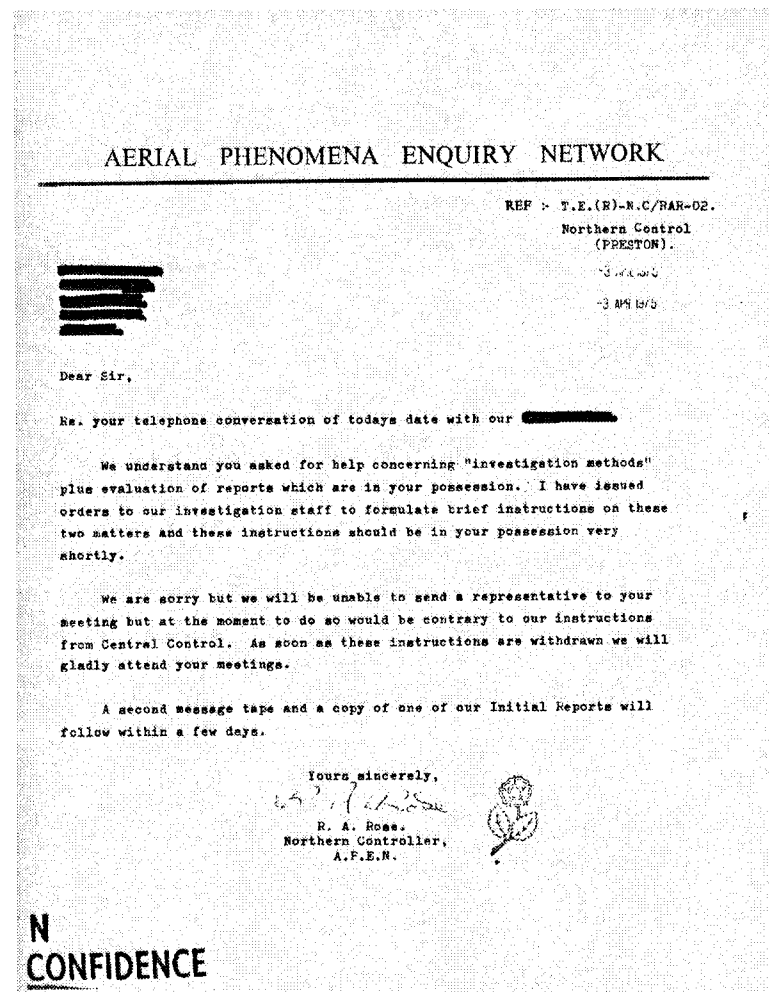 AERIAL PHENOMENA ENQUIRY NETWORK
REF :- T.E.(R)-N.C/RAR-02.
Northern Control
(PRESTON).
-3 APR 1975
Dear Sir,
Re. your telephone conversation of todays date with our
We understand you asked for help concerning "investigation methods"
plus evaluation of reports which are in your possession. I have issued
orders to our investigation staff to formulate brief instructions on these
two matters and these instructions should be in your possession very
shortly.
We are sorry but we will be unable to send a representative to your
meeting but at the moment to do so would be contrary to our instructions
from Central Control. As soon as these instructions are withdrawn we will
gladly attend your meetings.
A second message tape and a copy of one of our Initial Reports will
follow within a few days.
Yours sincerely,
R. A. Rose.
Northern Controller,
A.P.E.N.
N
CONFIDENCE